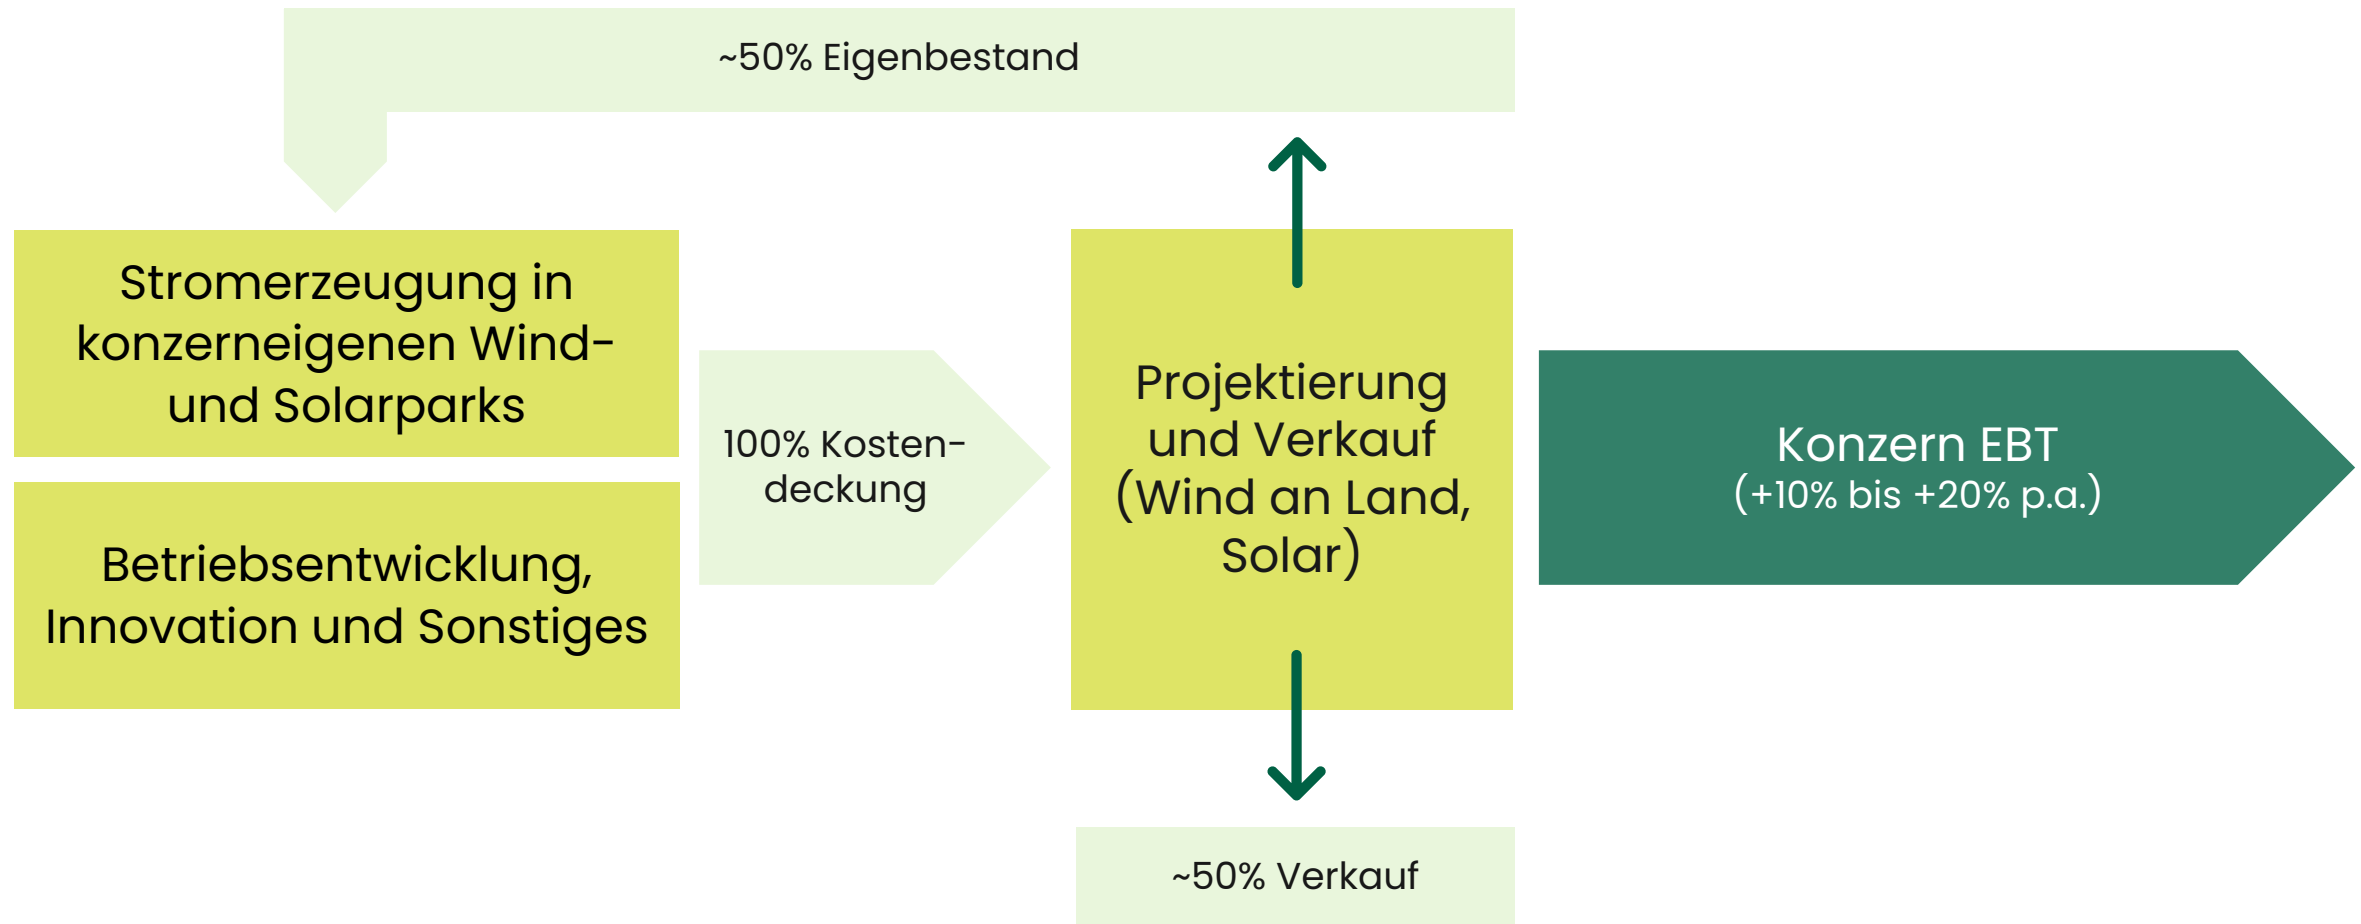 ~50% Eigenbestand
Stromerzeugung in
konzerneigenen Wind-
und Solarparks
Betriebsentwicklung,
Innovation und Sonstiges
100% Kosten-
deckung
Projektierung
und Verkauf
(Wind an Land,
Solar)
Konzern EBT
(+10% bis +20% p.a.)
~50% Verkauf